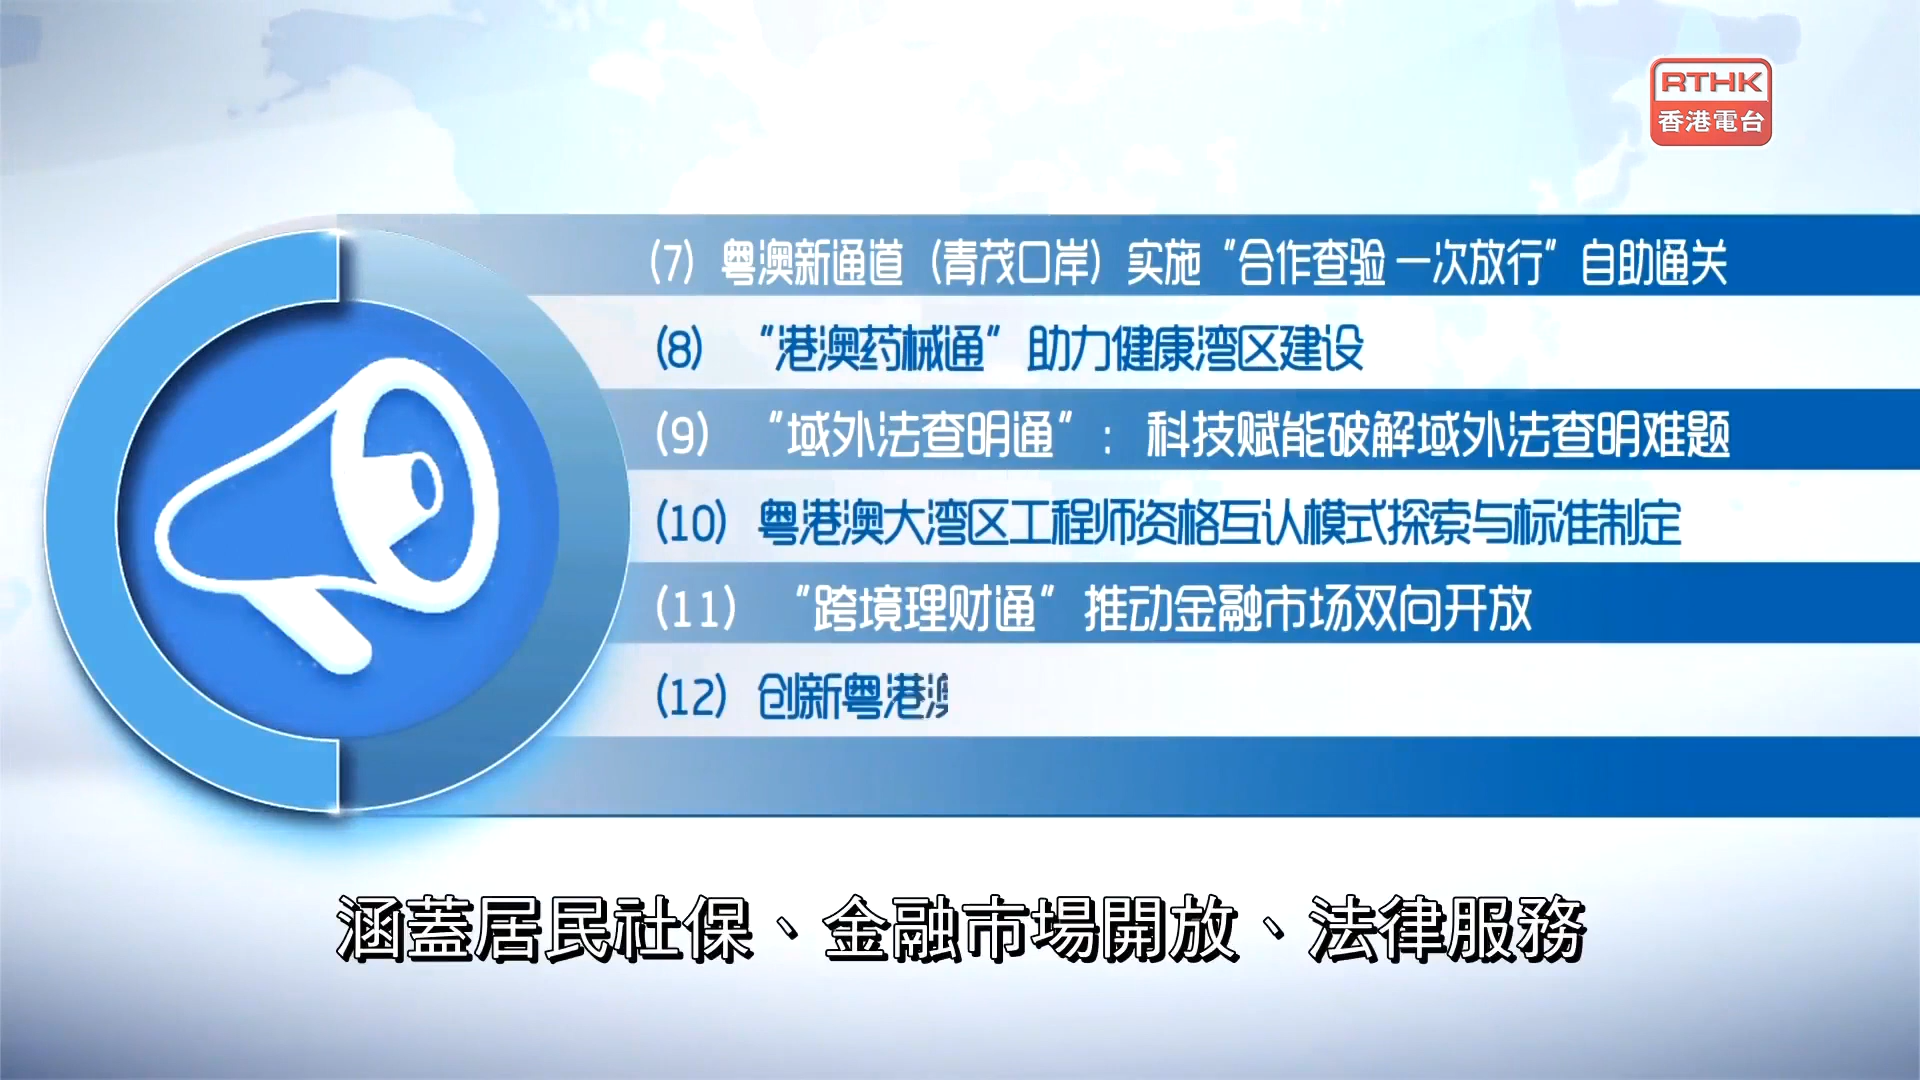 RTHK
香港電台
(7) 粤澳新通道（青茂口岸）实施“合作查验 一次放行”自助通关
(8) “港澳药械通”助力健康湾区建设
(9) “域外法查明通”：科技赋能破解域外法查明难题
(10) 粤港澳大湾区工程师资格互认模式探索与标准制定
(11) “跨境理财通”推动金融市场双向开放
(12) 创新粤港
涵蓋居民社保、金融市場開放、法律服務